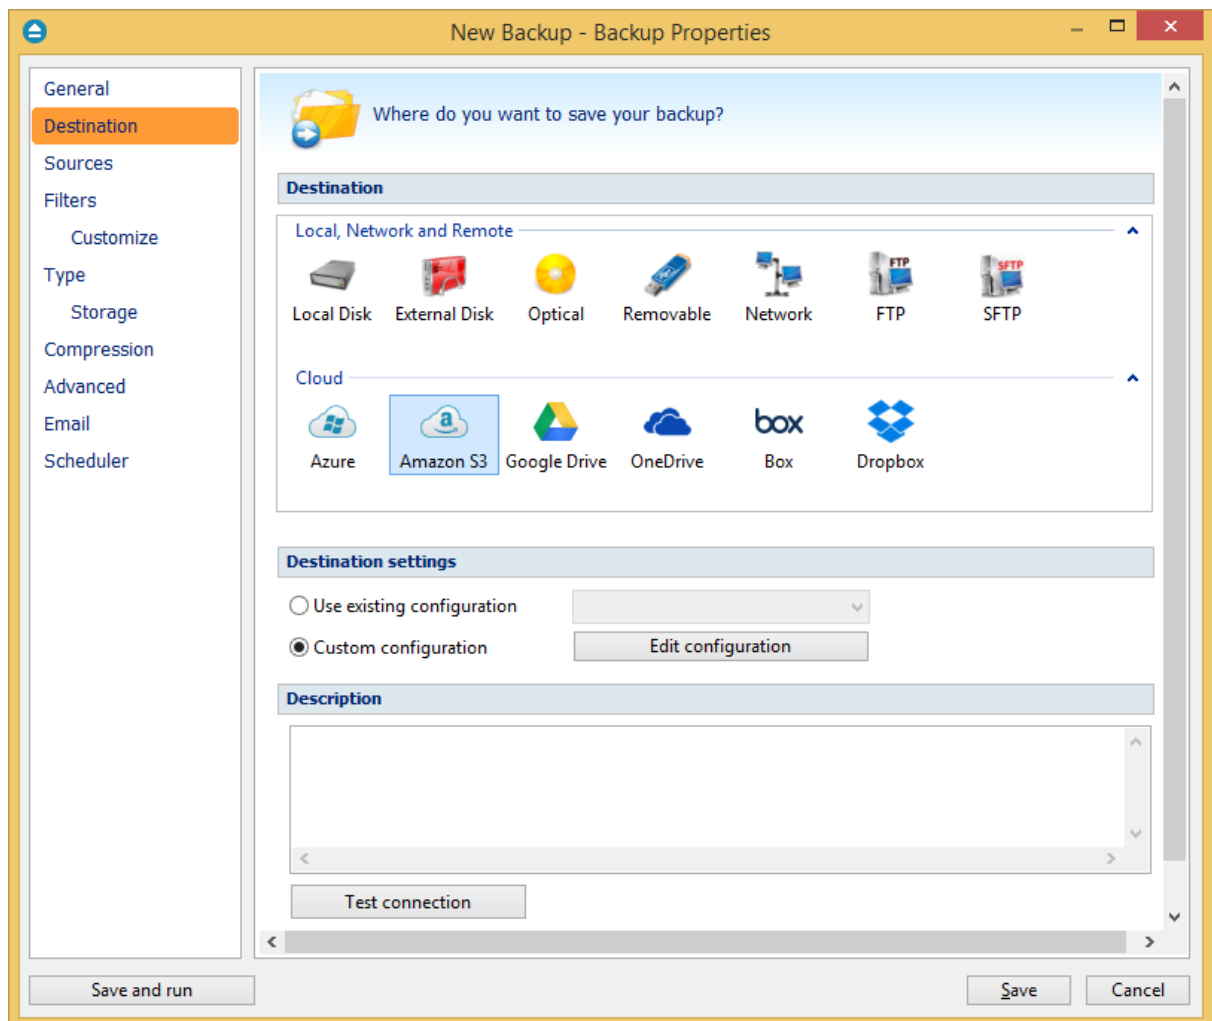 New Backup - Backup Properties
General
Destination
Sources
Filters
Customize
Type
Storage
Compression
Advanced
Email
Scheduler
Where do you want to save your backup?
Destination
Local, Network and Remote
FTP
SFTP
Local Disk External Disk Optical Removable Network FTP SFTP
Cloud
a
box
Azure Amazon S3 Google Drive OneDrive Box Dropbox
Destination settings
Use existing configuration
Custom configuration Edit configuration
Description
Test connection
Save and run Save Cancel